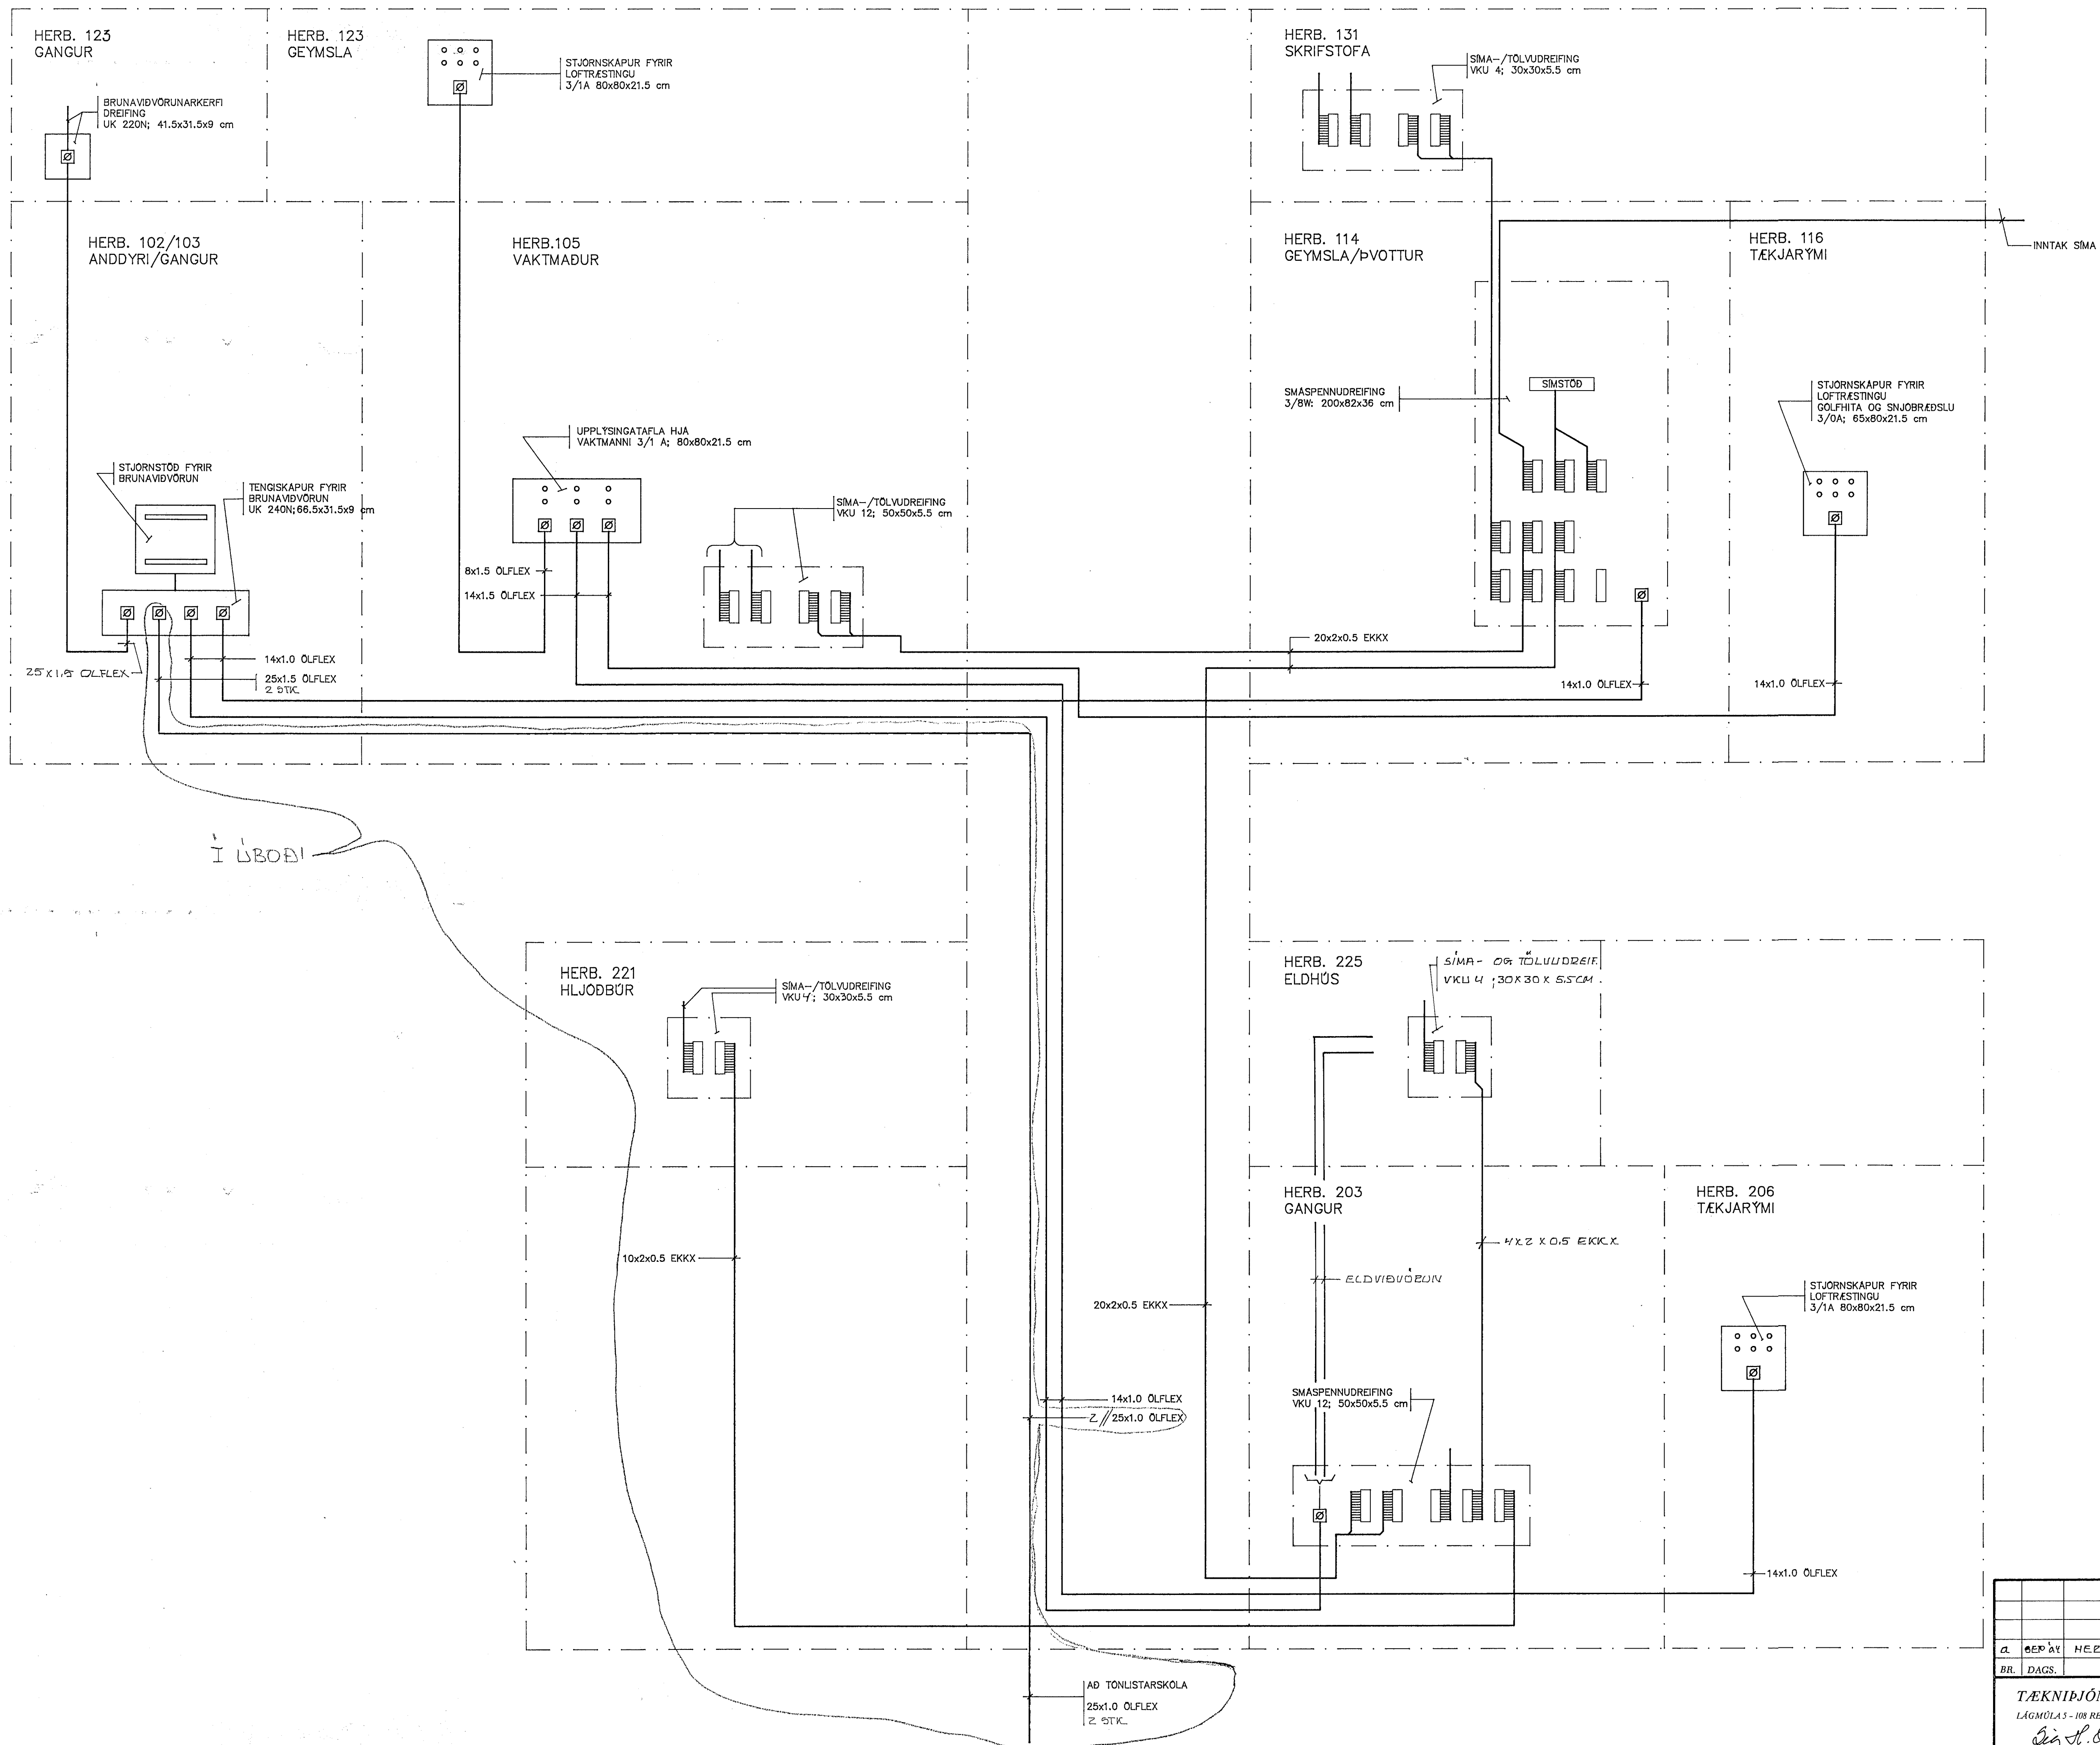 HERB. 123
GANGUR
BRUNAVIÐVÖRUNARKERFI
DREIFING
UK 220N; 41.5x31.5x9 cm
HERB. 123
GEYMSLA
STJÓRNSKÁPUR FYRIR
LOFTRÆSTINGU
3/1A 80x80x21.5 cm
HERB. 131
SKRIFSTOFA
SÍMA-/TÖLVUDREIFING
VKU 4; 30x30x5.5 cm
HERB. 102/103
ANDDYRI/GANGUR
STJÓRNSTÖÐ FYRIR
BRUNAVIÐVÖRUN
TENGISKÁPUR FYRIR
BRUNAVIÐVÖRUN
UK 240N;66.5x31.5x9 cm
25x1,5 ÖLFLEX
14x1.0 ÖLFLEX
25x1.5 ÖLFLEX
2 STK
HERB.105
VAKTMAÐUR
UPPLÝSINGATAFLA HJÁ
VAKTMANNI 3/1 A; 80x80x21.5 cm
SÍMA-/TÖLVUDREIFING
VKU 12; 50x50x5.5 cm
8x1.5 ÖLFLEX
14x1.5 ÖLFLEX
HERB. 114
GEYMSLA/ÞVOTTUR
SMÁSPENNUDREIFING
3/8W: 200x82x36 cm
SÍMSTÖÐ
20x2x0.5 EKKX
14x1.0 ÖLFLEX
HERB. 116
TÆKJARÝMI
INNTAK SÍMA
STJÓRNSKÁPUR FYRIR
LOFTRÆSTINGU
GÓLFHITA OG SNJÓBRÆÐSLU
3/0A; 65x80x21.5 cm
14x1.0 ÖLFLEX
Í ÚBOÐI
HERB. 221
HLJÓÐBÚR
SÍMA-/TÖLVUDREIFING
VKU 4; 30x30x5.5 cm
10x2x0.5 EKKX
HERB. 225
ELDHÚS
SÍMA- OG TÖLVUDREIF.
VKU 4 ; 30x30x5.5CM.
HERB. 203
GANGUR
4x2x0,5 EKKX
ELDVIÐVÖRUN
20x2x0.5 EKKX
14x1.0 ÖLFLEX
2//25x1.0 ÖLFLEX
SMÁSPENNUDREIFING
VKU 12; 50x50x5.5 cm
HERB. 206
TÆKJARÝMI
STJÓRNSKÁPUR FYRIR
LOFTRÆSTINGU
3/1A 80x80x21.5 cm
14x1.0 ÖLFLEX
AÐ TÓNLISTARSKÓLA
25x1.0 ÖLFLEX
2 STK
a
BR. DAGS.
TÆKNIÞJÓN
LÁGMÚLA 5 - 108 RE